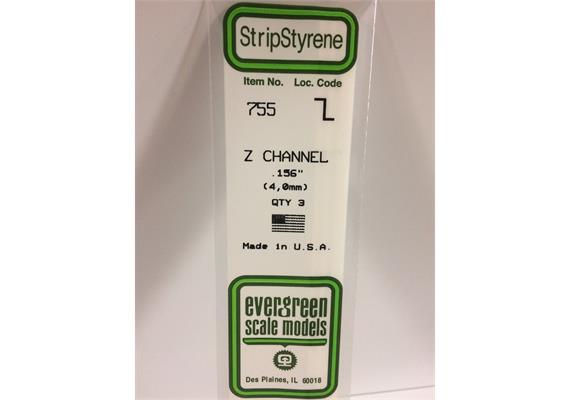 StripStyrene
Item No. Loc. Code
755
Z CHANNEL
.156"
(4,0mm)
QTY 3
Made in U.S.A.
evergreen
scale models
Des Plaines, IL 60018